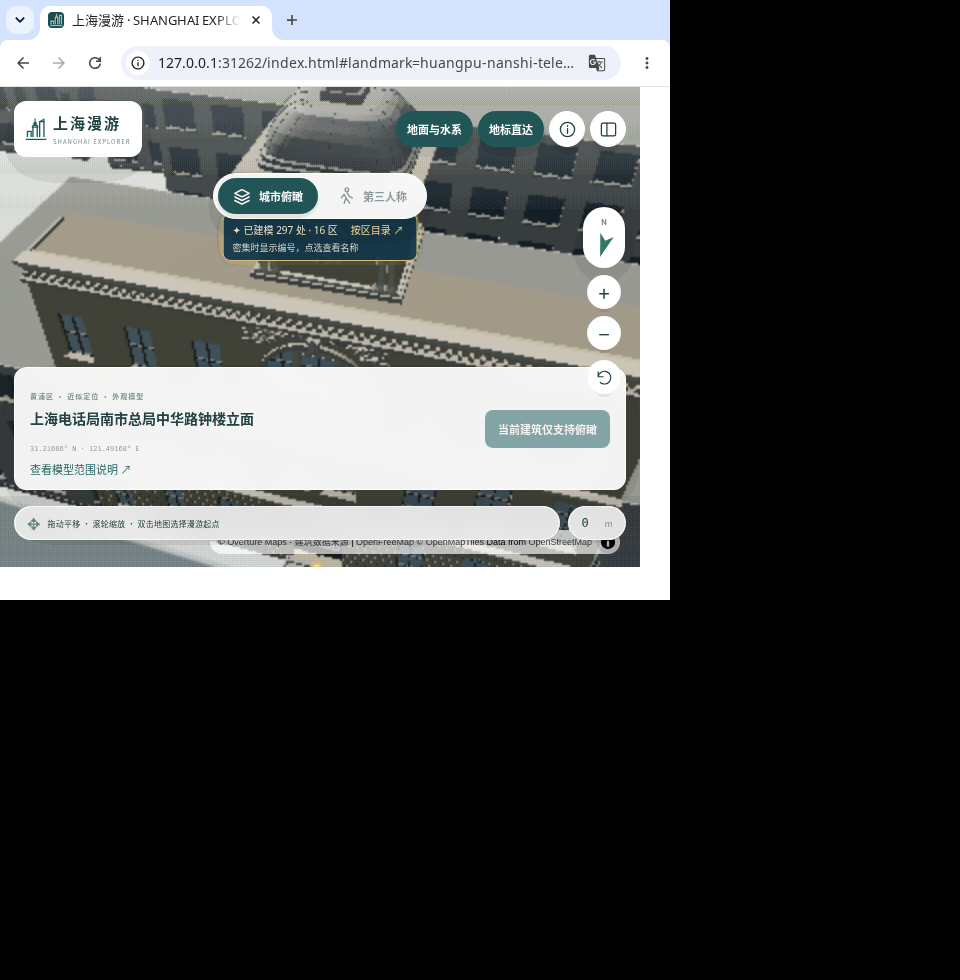 上海漫游 · SHANGHAI EXPLO
127.0.0.1:31262/index.html#landmark=huangpu-nanshi-tele...
上海漫游
SHANGHAI EXPLORER
地面与水系
地标直达
城市俯瞰
第三人称
✦ 已建模 297 处 · 16 区 按区目录 ↗
密集时显示编号，点选查看名称
N
+
−
黄浦区 · 近似定位 · 外观模型
上海电话局南市总局中华路钟楼立面
31.21686° N · 121.49160° E
查看模型范围说明 ↗
当前建筑仅支持俯瞰
拖动平移 · 滚轮缩放 · 双击地图选择漫游起点
0 m
© Overture Maps · 建筑数据来源 | OpenFreeMap © OpenMapTiles Data from OpenStreetMap